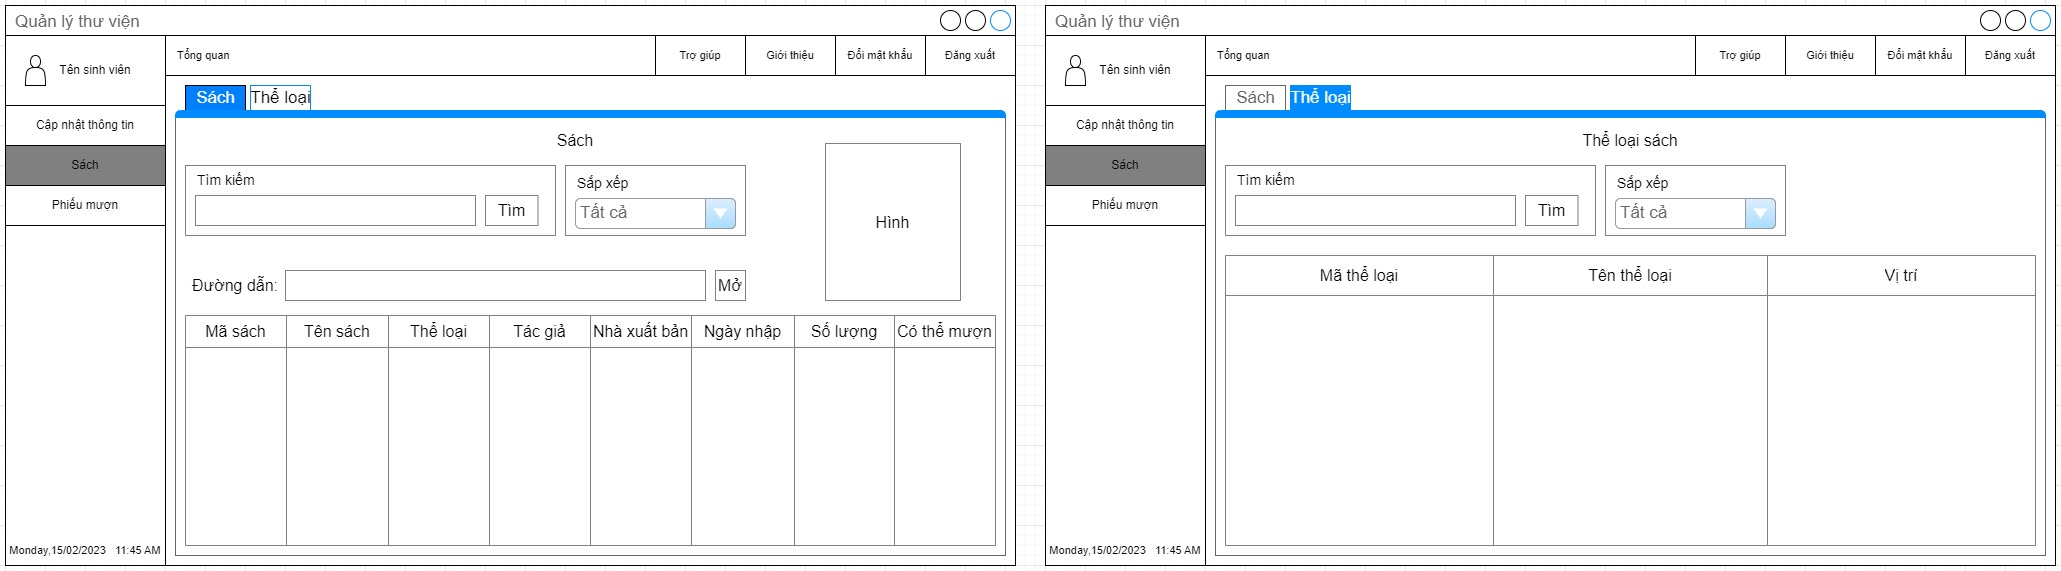 Quản lý thư viện
Tên sinh viên
Tổng quan
Trợ giúp
Giới thiệu
Đổi mật khẩu
Đăng xuất
Cập nhật thông tin
Sách
Phiếu mượn
Monday,15/02/2023 11:45 AM
Sách
Thể loại
Sách
Tìm kiếm
Tìm
Sắp xếp
Tất cả
Hình
Đường dẫn:
Mở
Mã sách
Tên sách
Thể loại
Tác giả
Nhà xuất bản
Ngày nhập
Số lượng
Có thể mượn
Quản lý thư viện
Tên sinh viên
Tổng quan
Trợ giúp
Giới thiệu
Đổi mật khẩu
Đăng xuất
Cập nhật thông tin
Sách
Phiếu mượn
Monday,15/02/2023 11:45 AM
Sách
Thể loại
Thể loại sách
Tìm kiếm
Tìm
Sắp xếp
Tất cả
Mã thể loại
Tên thể loại
Vị trí